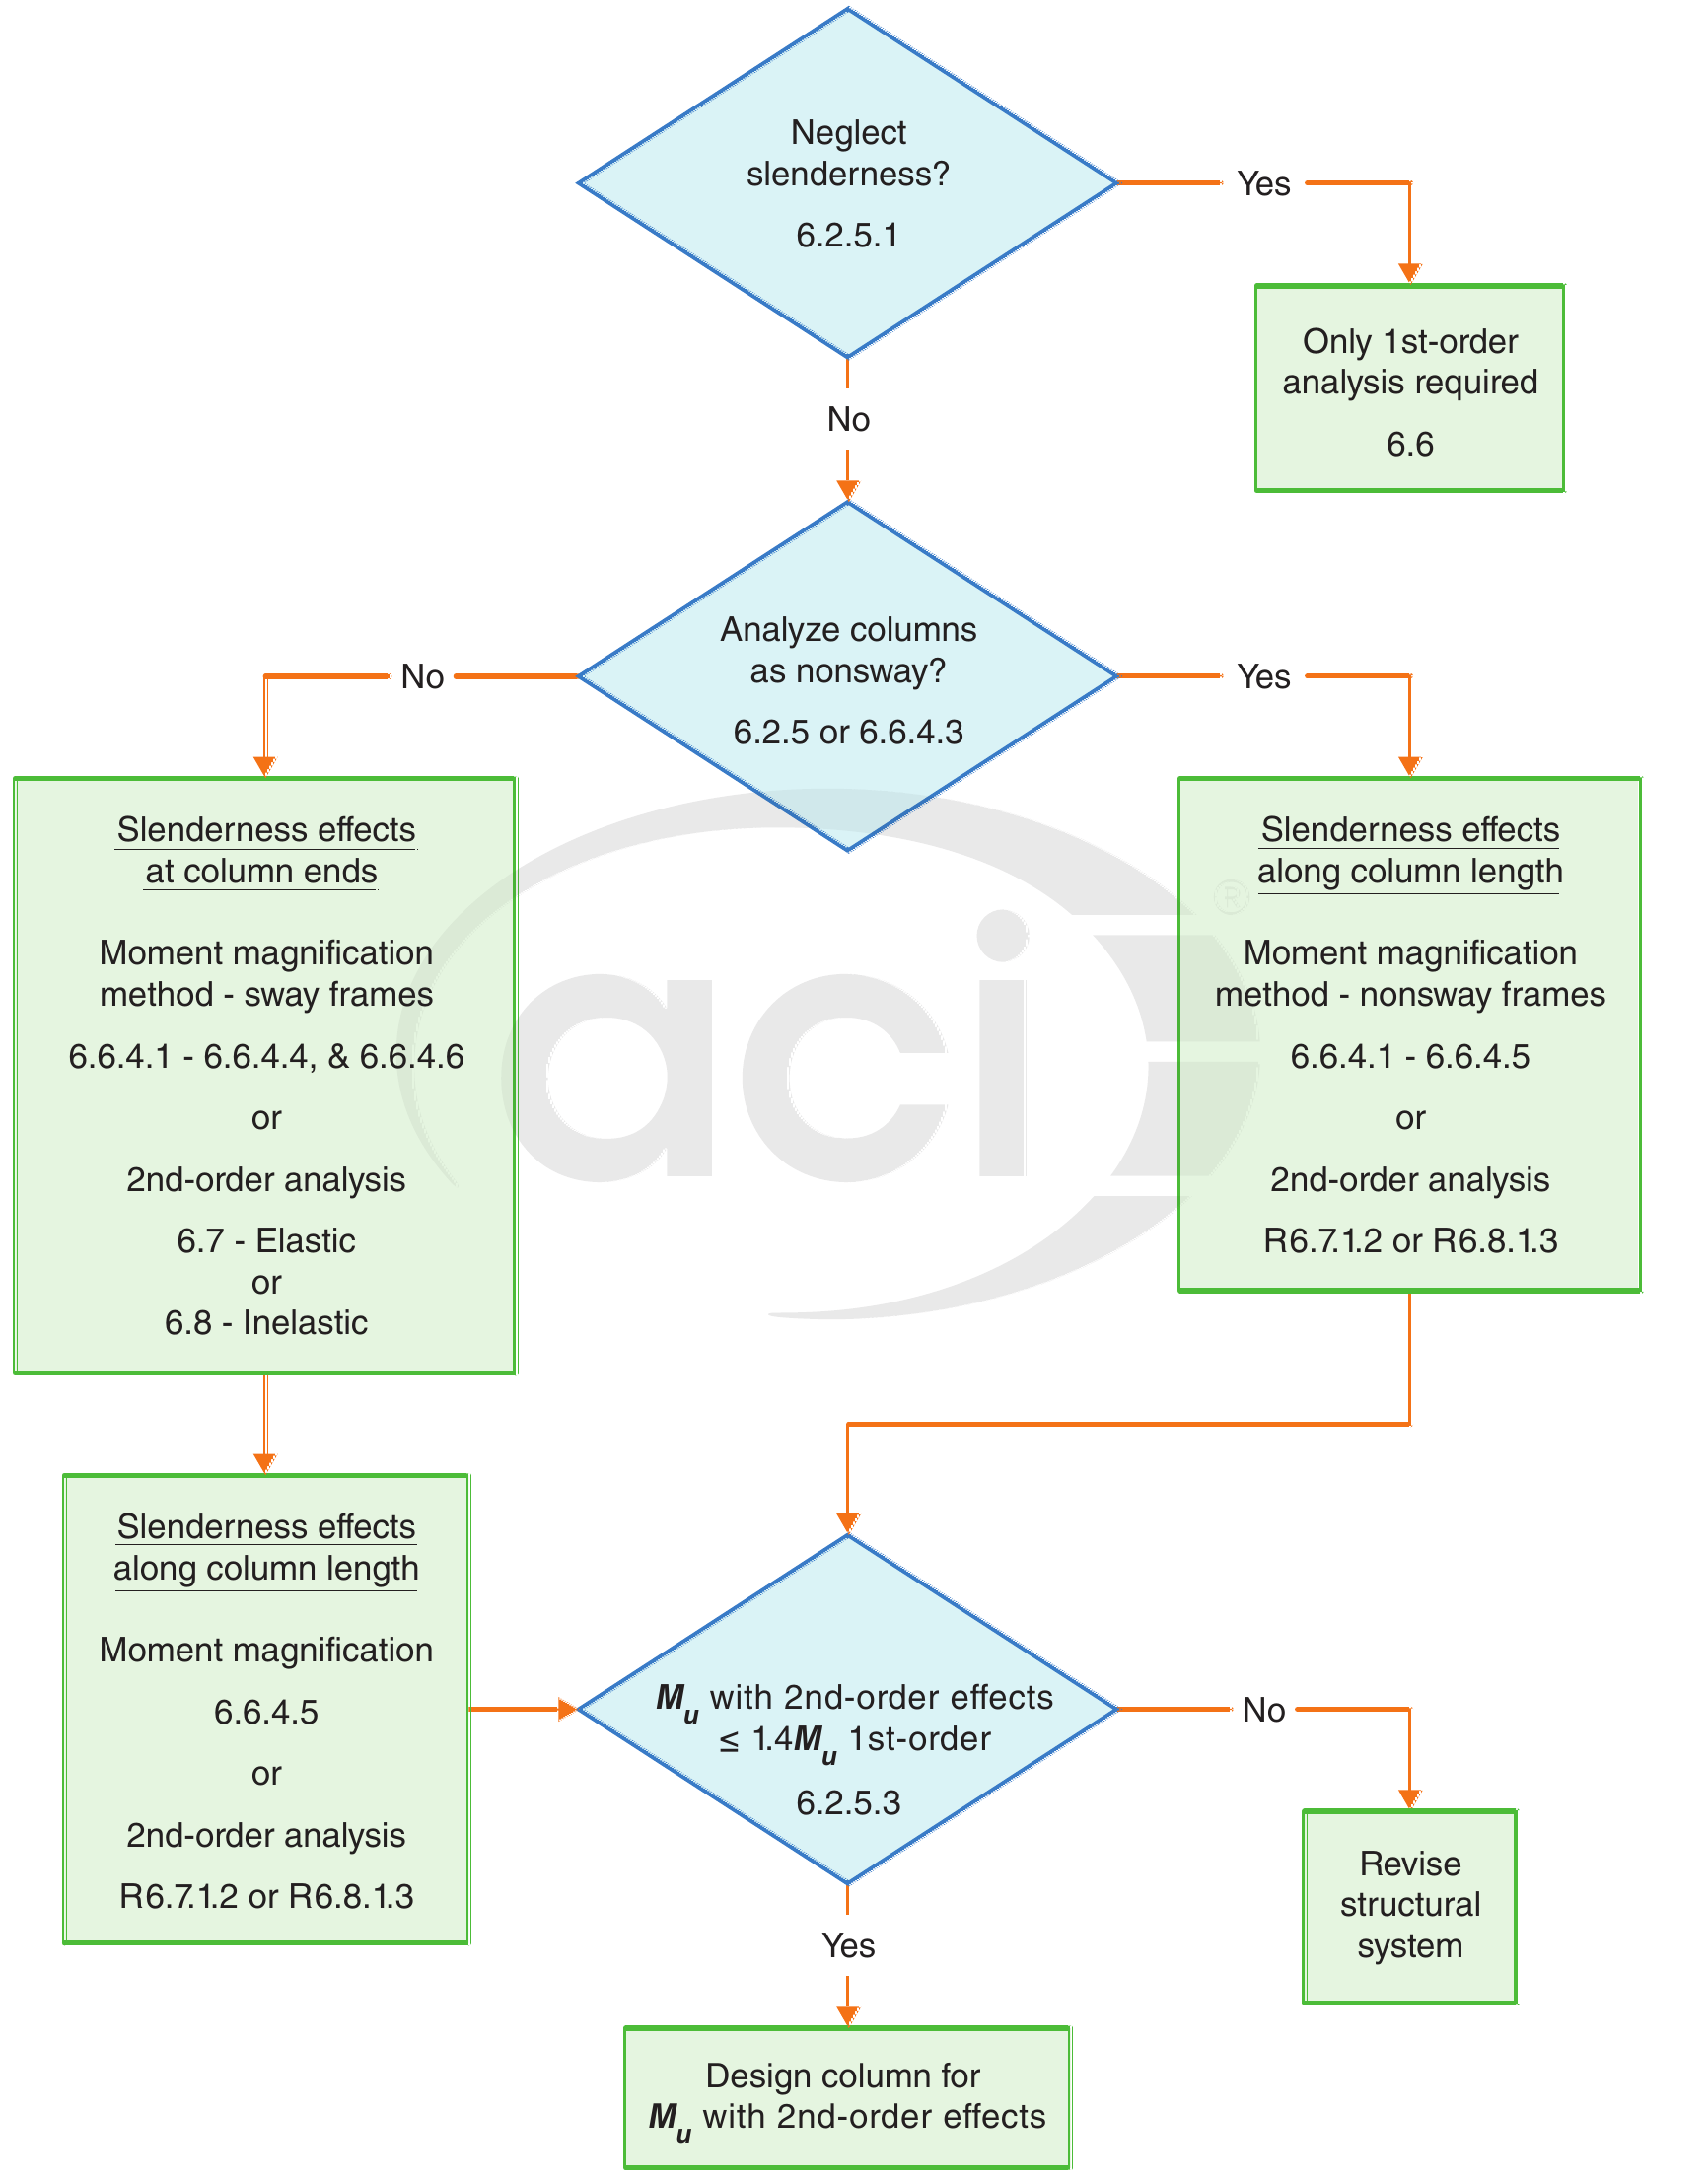 Neglect
slenderness?
6.2.5.1
Yes
Only 1st-order
analysis required
6.6
No
Analyze columns
as nonsway?
6.2.5 or 6.6.4.3
No
Yes
Slenderness effects
at column ends
Moment magnification
method - sway frames
6.6.4.1 - 6.6.4.4, & 6.6.4.6
or
2nd-order analysis
6.7 - Elastic
or
6.8 - Inelastic
Slenderness effects
along column length
Moment magnification
method - nonsway frames
6.6.4.1 - 6.6.4.5
or
2nd-order analysis
R6.7.1.2 or R6.8.1.3
aci®
Slenderness effects
along column length
Moment magnification
6.6.4.5
or
2nd-order analysis
R6.7.1.2 or R6.8.1.3
Mu with 2nd-order effects
≤ 1.4Mu 1st-order
6.2.5.3
No
Revise
structural
system
Yes
Design column for
Mu with 2nd-order effects